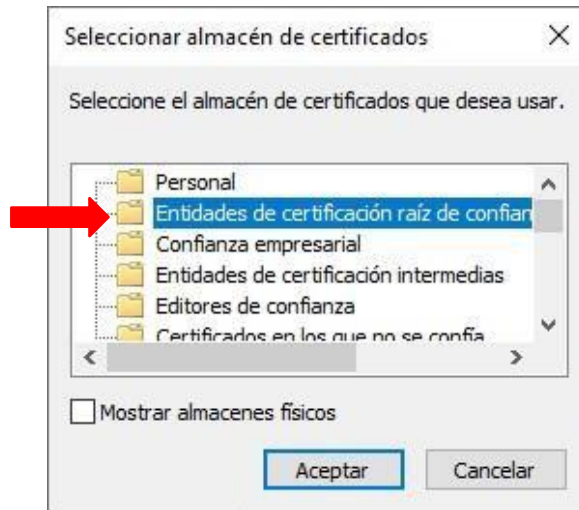 Seleccionar almacén de certificados
Seleccione el almacén de certificados que desea usar.
Personal
Entidades de certificación raíz de confian
Confianza empresarial
Entidades de certificación intermedias
Editores de confianza
Certificados en los que no se confía
Mostrar almacenes físicos
Aceptar
Cancelar